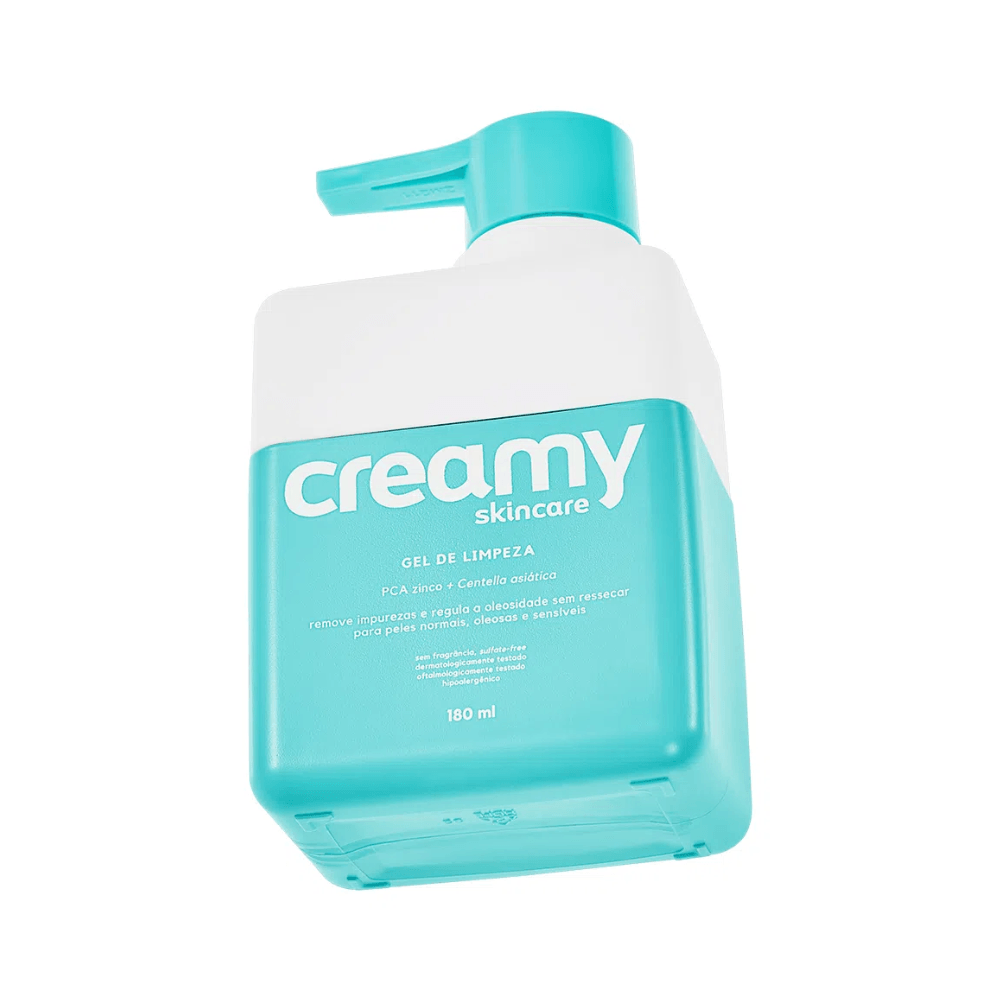 creamy
skincare
GEL DE LIMPEZA
PCA zinco + Centella asiática
remove impurezas e regula a oleosidade sem ressecar
para peles normais, oleosas e sensíveis
sem fragrância, sulfate-free
dermatologicamente testado
oftalmologicamente testado
hipoalergênico
180 ml